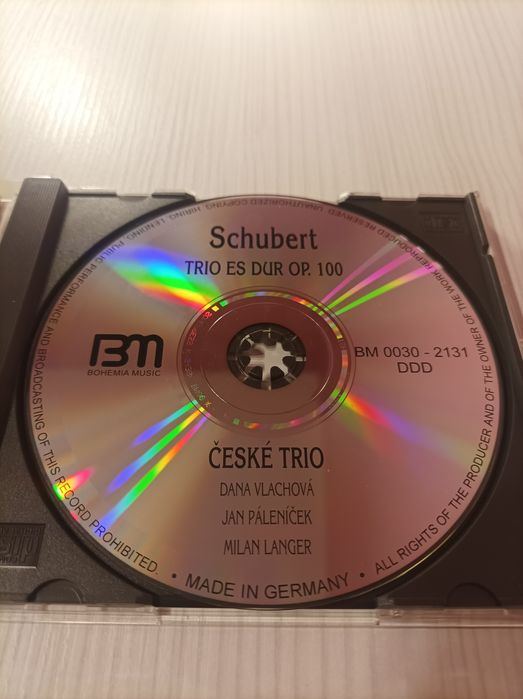 Schubert
TRIO ES DUR OP. 100
BM
BOHEMIA MUSIC
BM 0030 - 2131
DDD
ČESKÉ TRIO
DANA VLACHOVÁ
JAN PÁLENÍČEK
MILAN LANGER
• MADE IN GERMANY •
ALL RIGHTS OF THE PRODUCER AND OF THE OWNER OF THE WORK REPRODUCED RESERVED. UNAUTHORIZED COPYING, HIRING, LENDING, PUBLIC PERFORMANCE AND BROADCASTING OF THIS RECORD PROHIBITED.